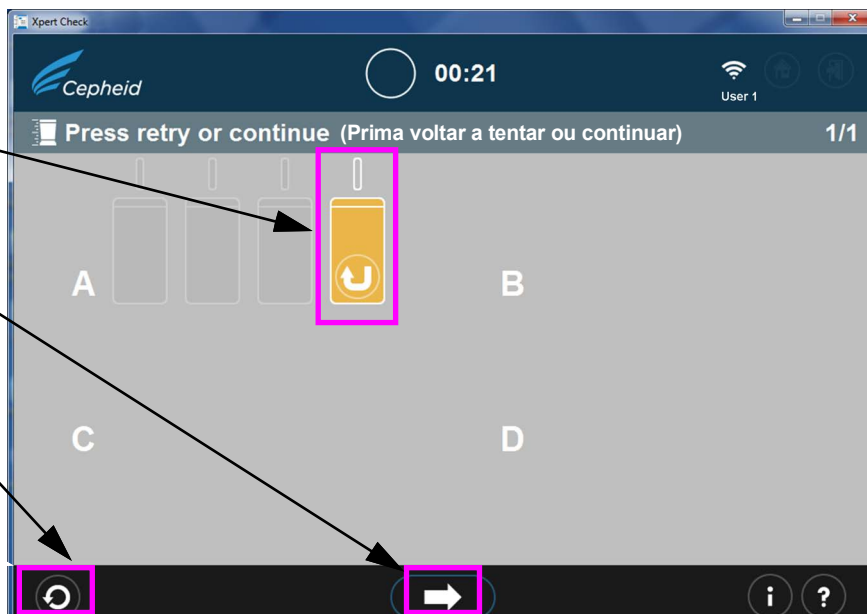 Xpert Check
Cepheid
00:21
User 1
Press retry or continue (Prima voltar a tentar ou continuar)
1/1
A
B
C
D
i
?